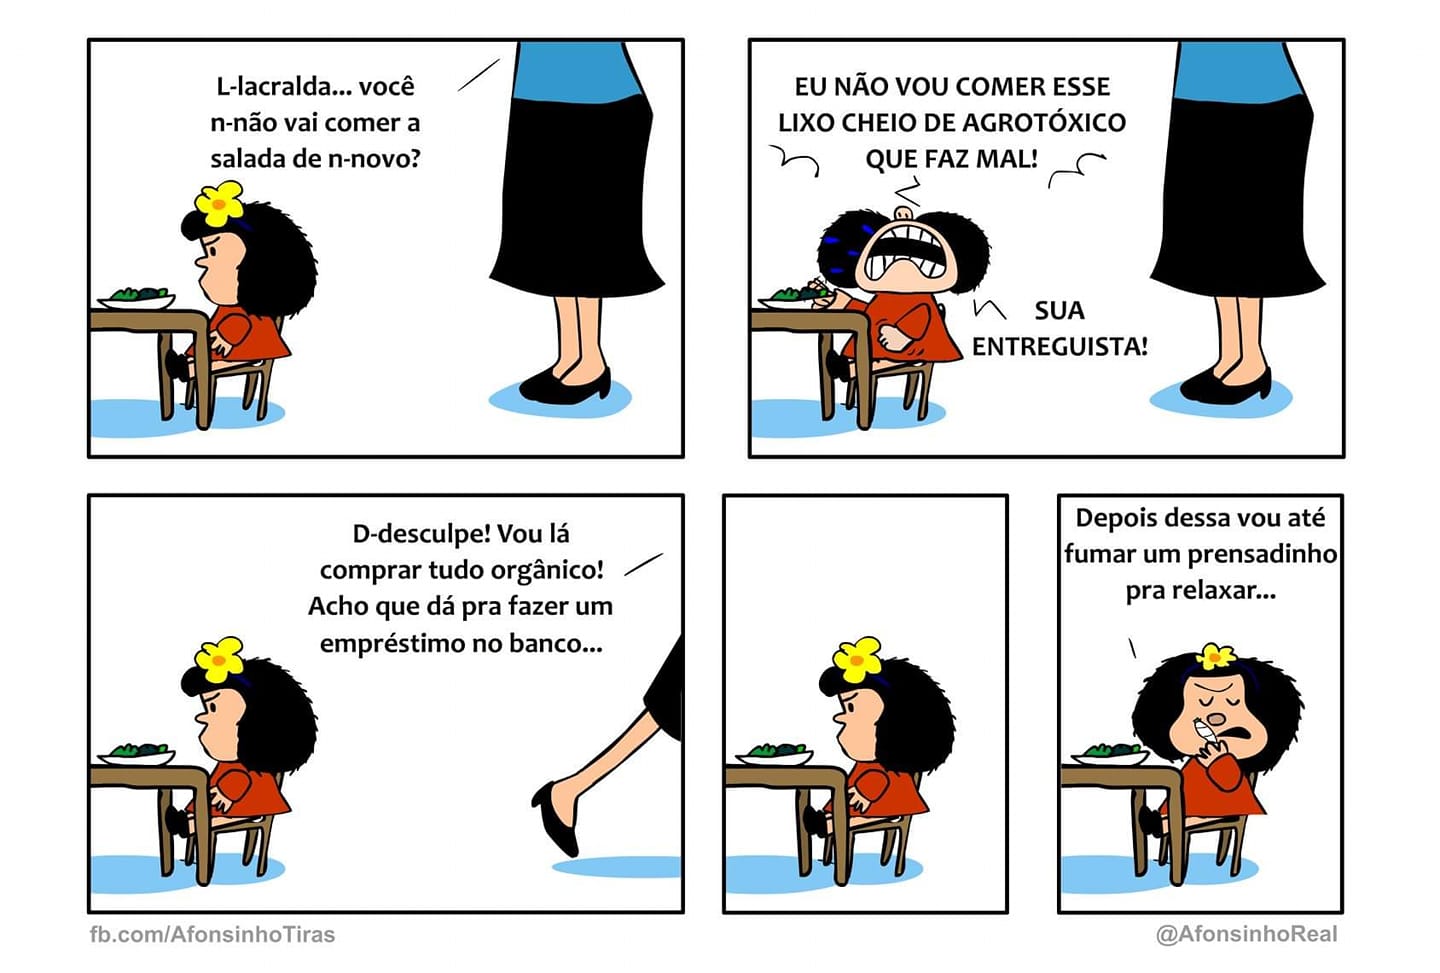 L-lacralda... você
n-não vai comer a
salada de n-novo?
EU NÃO VOU COMER ESSE
LIXO CHEIO DE AGROTÓXICO
QUE FAZ MAL!
SUA
ENTREGUISTA!
D-desculpe! Vou lá
comprar tudo orgânico!
Acho que dá pra fazer um
empréstimo no banco...
Depois dessa vou até
fumar um prensadinho
pra relaxar...
fb.com/AfonsinhoTiras
@AfonsinhoReal